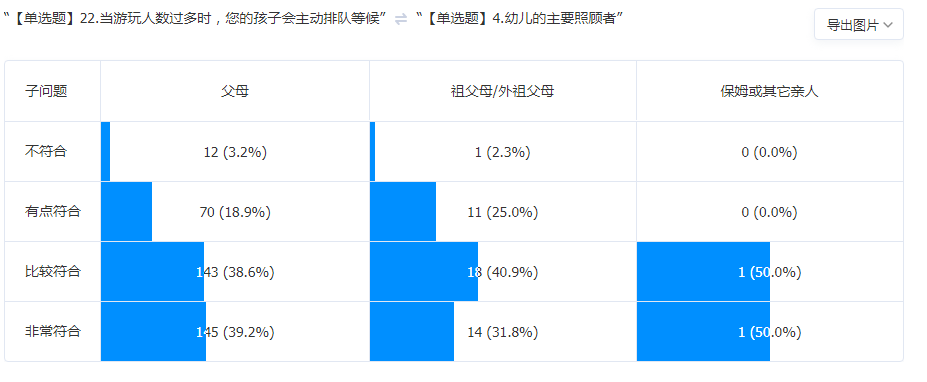 “【单选题】22.当游玩人数过多时，您的孩子会主动排队等候” ⇌ “【单选题】4.幼儿的主要照顾者”
导出图片
子问题 父母 祖父母/外祖父母 保姆或其它亲人
不符合 12 (3.2%) 1 (2.3%) 0 (0.0%)
有点符合 70 (18.9%) 11 (25.0%) 0 (0.0%)
比较符合 143 (38.6%) 18 (40.9%) 1 (50.0%)
非常符合 145 (39.2%) 14 (31.8%) 1 (50.0%)